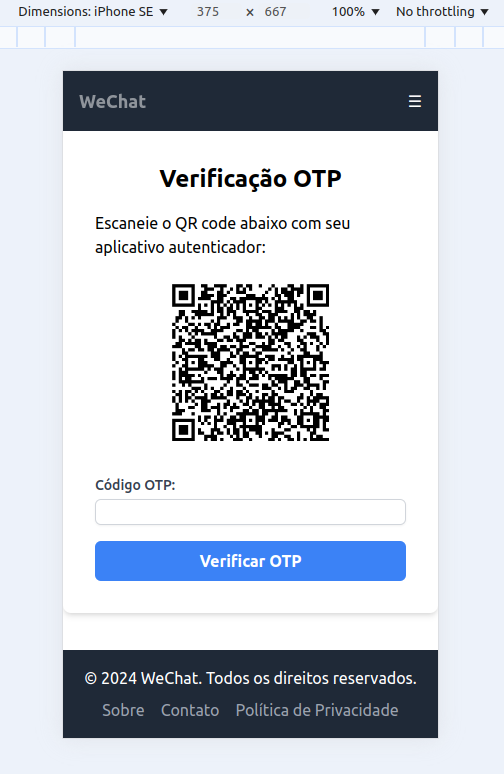 Dimensions: iPhone SE ▼ 375 × 667 100% ▼ No throttling ▼
WeChat ☰
Verificação OTP
Escaneie o QR code abaixo com seu
aplicativo autenticador:
Código OTP:
Verificar OTP
© 2024 WeChat. Todos os direitos reservados.
Sobre Contato Política de Privacidade